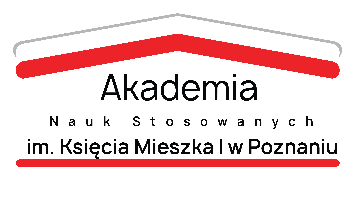 Akademia
Nauk Stosowanych
im. Księcia Mieszka I w Poznaniu